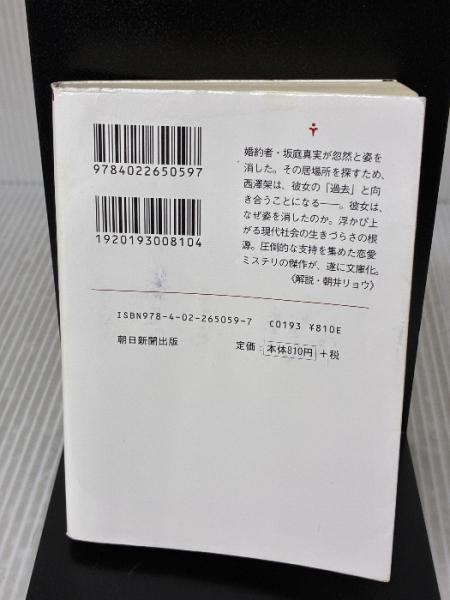 9784022650597
1920193008104
婚約者・坂庭真実が忽然と姿を
消した。その居場所を探すため、
西澤架は、彼女の「過去」と向
き合うことになる──。彼女は、
なぜ姿を消したのか。浮かび上
がる現代社会の生きづらさの根
源。圧倒的な支持を集めた恋愛
ミステリの傑作が、遂に文庫化。
〈解説・朝井リョウ〉
ISBN978-4-02-265059-7 C0193 ¥810E
朝日新聞出版 定価：本体810円＋税